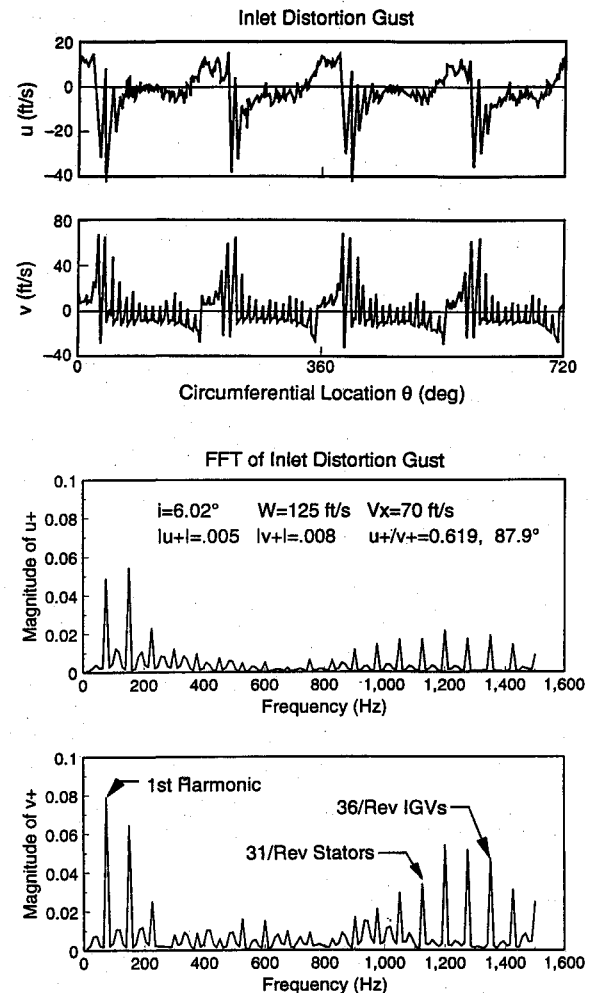 Inlet Distortion Gust
20
0
−20
−40
u (ft/s)
80
40
0
−40
v (ft/s)
0 360 720
Circumferential Location θ (deg)
FFT of Inlet Distortion Gust
0.1
0.08
0.06
0.04
0.02
0
Magnitude of u+
i=6.02° W=125 ft/s Vx=70 ft/s
|u+|=.005 |v+|=.008 u+/v+=0.619, 87.9°
0 200 400 600 800 1,000 1,200 1,400 1,600
Frequency (Hz)
0.1
0.08
0.06
0.04
0.02
0
Magnitude of v+
1st Harmonic
36/Rev IGVs
31/Rev Stators
0 200 400 600 800 1,000 1,200 1,400 1,600
Frequency (Hz)